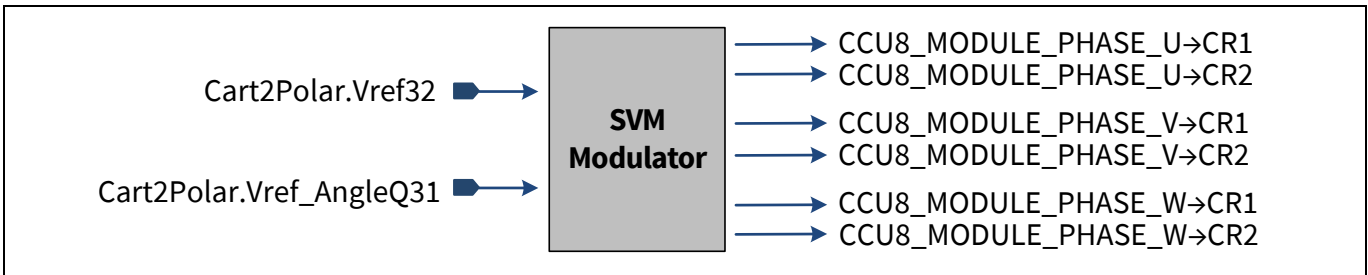 Cart2Polar.Vref32
Cart2Polar.Vref_AngleQ31
SVM
Modulator
CCU8_MODULE_PHASE_U→CR1
CCU8_MODULE_PHASE_U→CR2
CCU8_MODULE_PHASE_V→CR1
CCU8_MODULE_PHASE_V→CR2
CCU8_MODULE_PHASE_W→CR1
CCU8_MODULE_PHASE_W→CR2